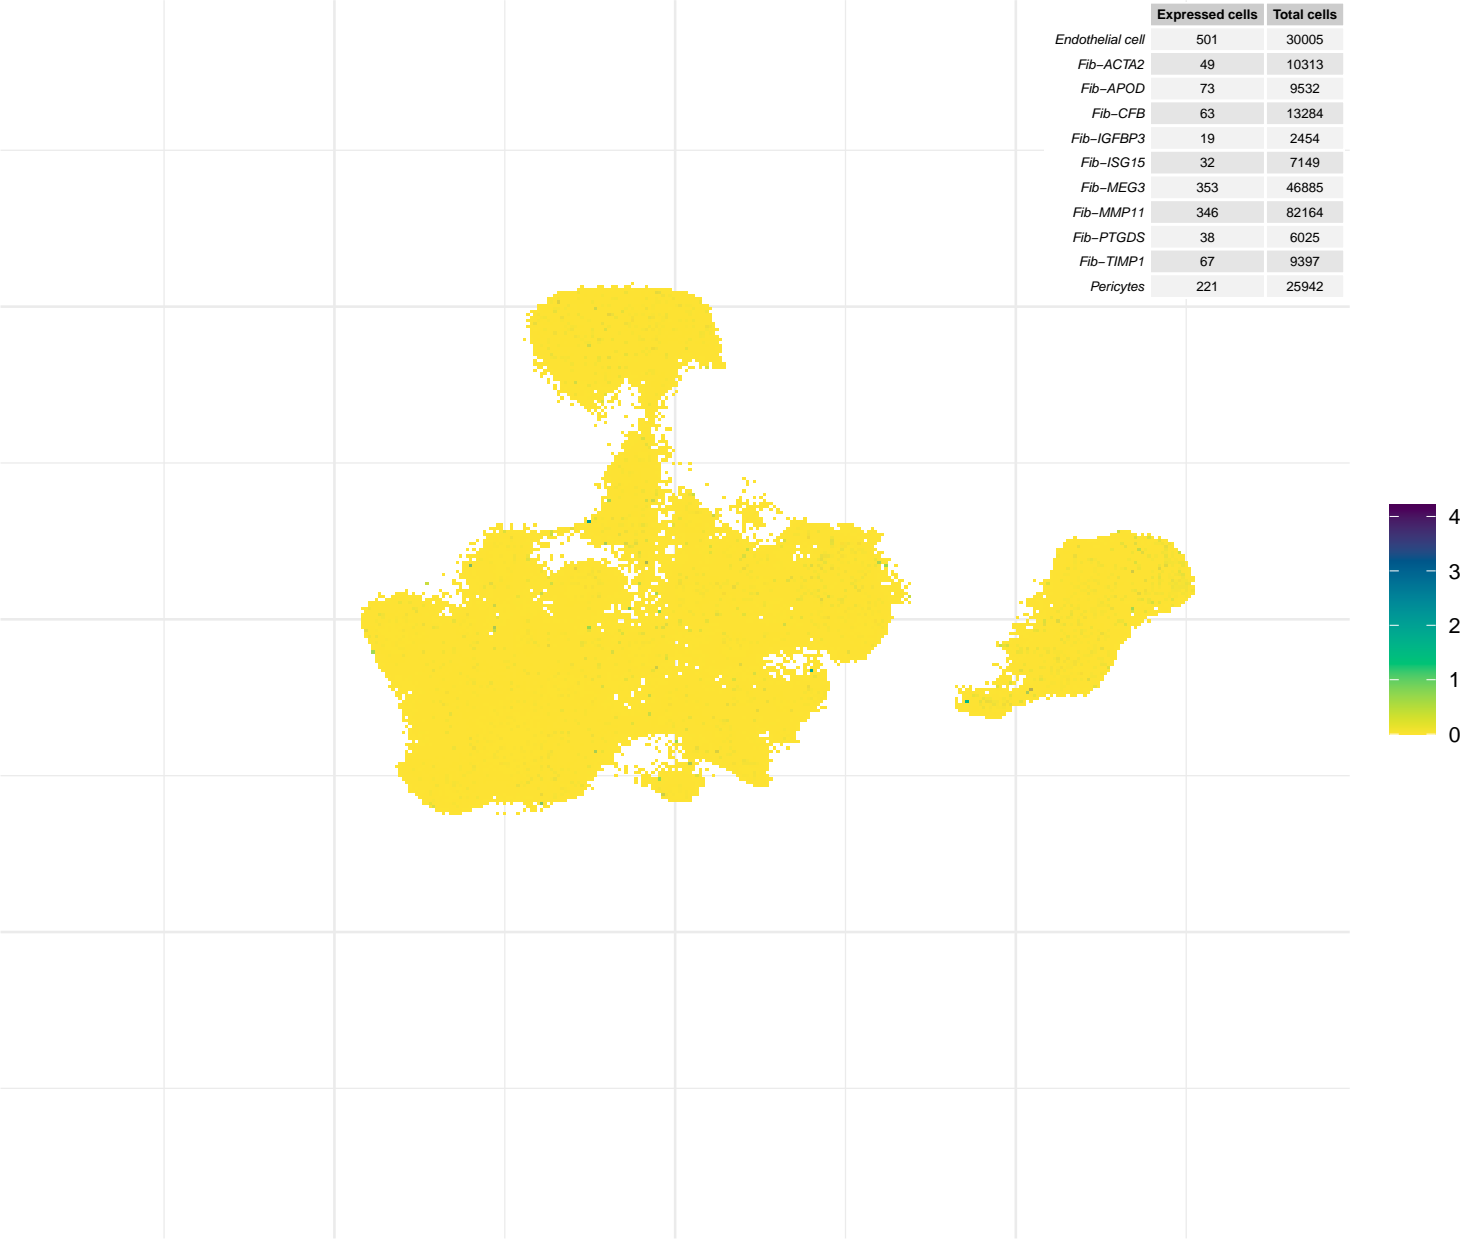 Expressed cells Total cells
Endothelial cell 501 30005
Fib−ACTA2 49 10313
Fib−APOD 73 9532
Fib−CFB 63 13284
Fib−IGFBP3 19 2454
Fib−ISG15 32 7149
Fib−MEG3 353 46885
Fib−MMP11 346 82164
Fib−PTGDS 38 6025
Fib−TIMP1 67 9397
Pericytes 221 25942
4
3
2
1
0